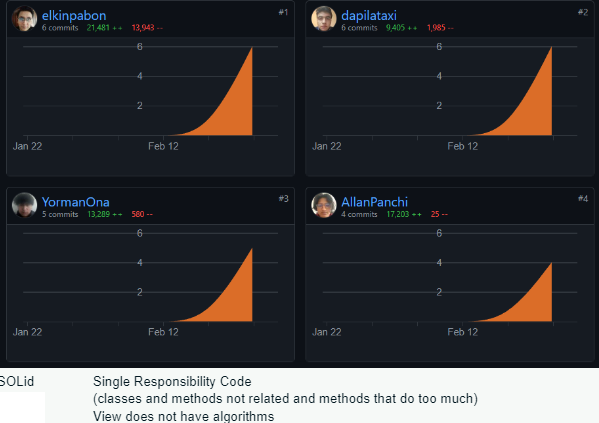 elkinpabon #1
6 commits 21,481 ++ 13,943 --
6
4
2
Jan 22 Feb 12
dapilataxi #2
6 commits 9,405 ++ 1,985 --
6
4
2
Jan 22 Feb 12
YormanOna #3
5 commits 13,289 ++ 580 --
6
4
2
Jan 22 Feb 12
AllanPanchi #4
4 commits 17,203 ++ 25 --
6
4
2
Jan 22 Feb 12
SOLid Single Responsibility Code
(classes and methods not related and methods that do too much)
View does not have algorithms